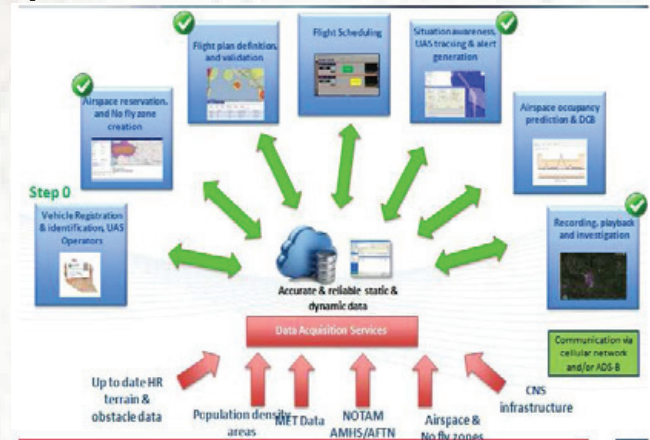 Flight Scheduling
Flight plan definition,
and validation
Situation awareness,
UAS tracking & alert
generation
Airspace reservation,
and No fly zone
creation
Airspace occupancy
prediction & DCB
Step 0
Vehicle Registration
& identification, UAS
Operators
Recording, playback
and investigation
Accurate & reliable static &
dynamic data
Data Acquisition Services
Communication via
cellular network
and/or ADS-B
Up to date HR
terrain &
obstacle data
Population density
areas
MET Data
NOTAM
AMHS/AFTN
Airspace &
No fly zones
CNS
infrastructure